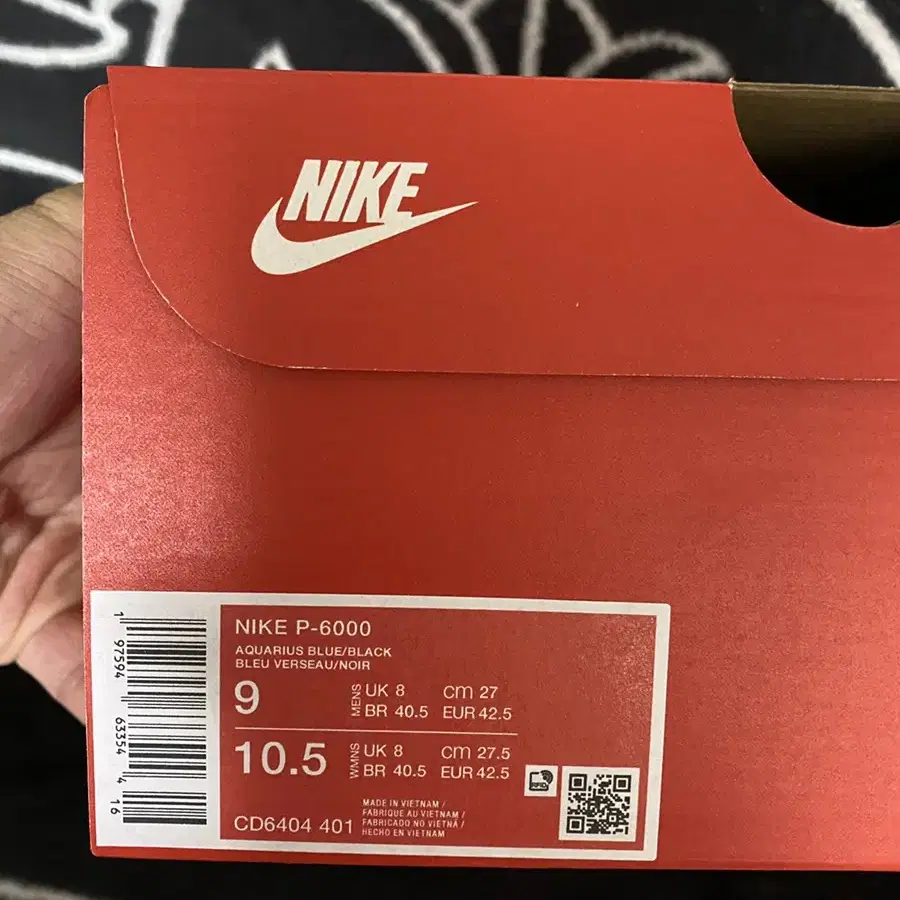 NIKE
NIKE P-6000
AQUARIUS BLUE/BLACK
BLEU VERSEAU/NOIR
9
MENS
UK 8 CM 27
BR 40.5 EUR 42.5
10.5
WMNS
UK 8 CM 27.5
BR 40.5 EUR 42.5
RFID
CD6404 401
MADE IN VIETNAM /
FABRIQUE AU VIETNAM /
FABRICADO NO VIETNÃ /
HECHO EN VIETNAM
1 97594 63354 4 16